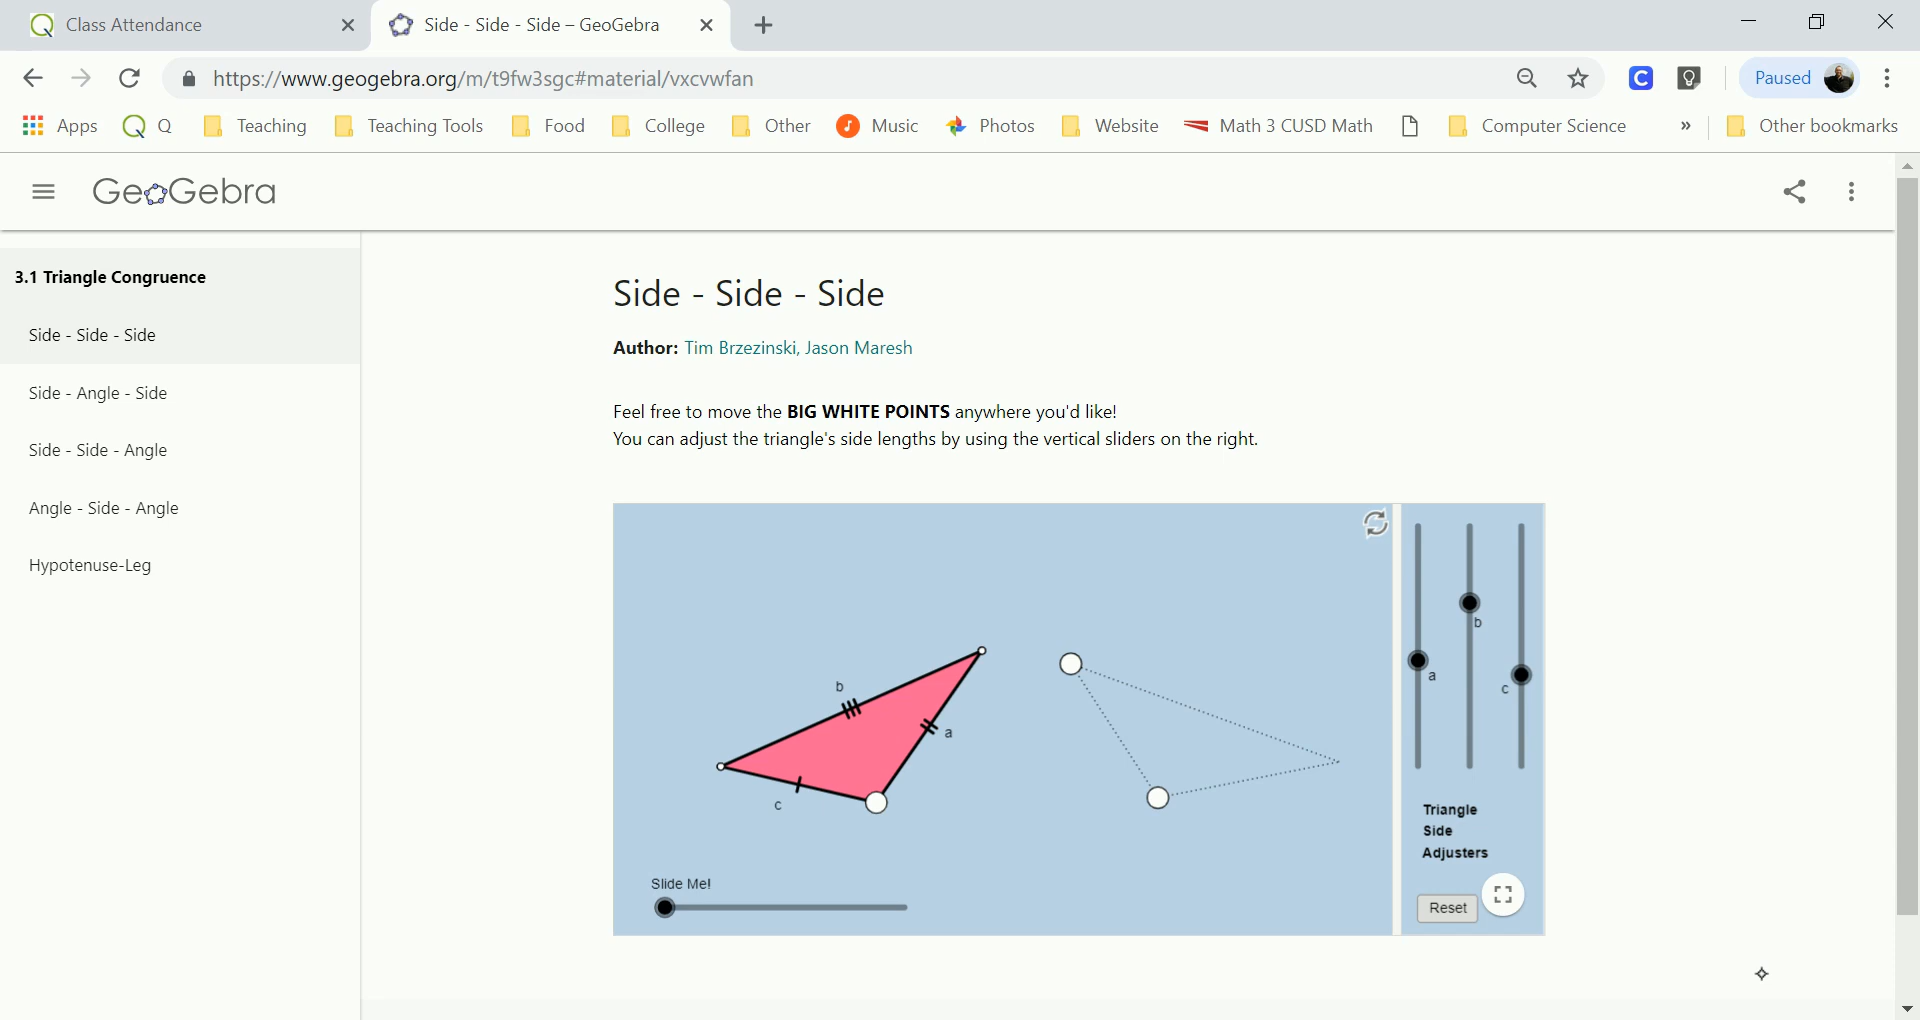 Class Attendance
Side - Side - Side – GeoGebra
https://www.geogebra.org/m/t9fw3sgc#material/vxcvwfan
C
Paused
Apps
Q
Teaching
Teaching Tools
Food
College
Other
Music
Photos
Website
Math 3 CUSD Math
Computer Science
»
Other bookmarks
GeoGebra
3.1 Triangle Congruence
Side - Side - Side
Side - Angle - Side
Side - Side - Angle
Angle - Side - Angle
Hypotenuse-Leg
Side - Side - Side
Author: Tim Brzezinski, Jason Maresh
Feel free to move the BIG WHITE POINTS anywhere you'd like!
You can adjust the triangle's side lengths by using the vertical sliders on the right.
b
a
c
Slide Me!
b
a
c
Triangle
Side
Adjusters
Reset